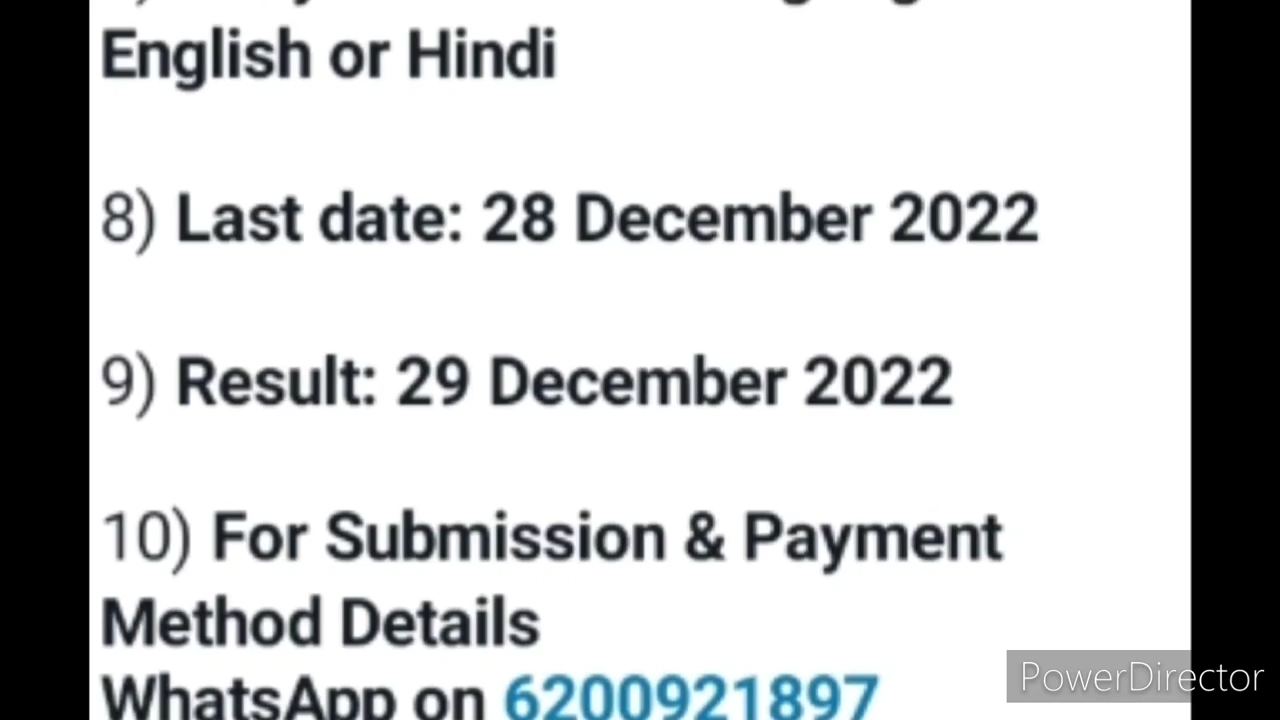 English or Hindi
8) Last date: 28 December 2022
9) Result: 29 December 2022
10) For Submission & Payment
Method Details
WhatsApp on 6200921897
PowerDirector